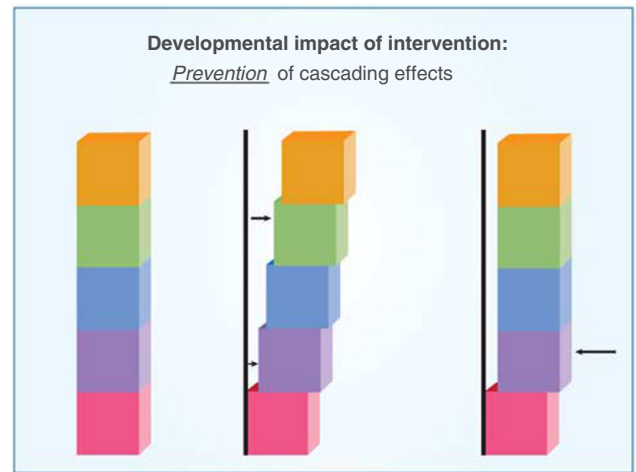 Developmental impact of intervention:
Prevention of cascading effects